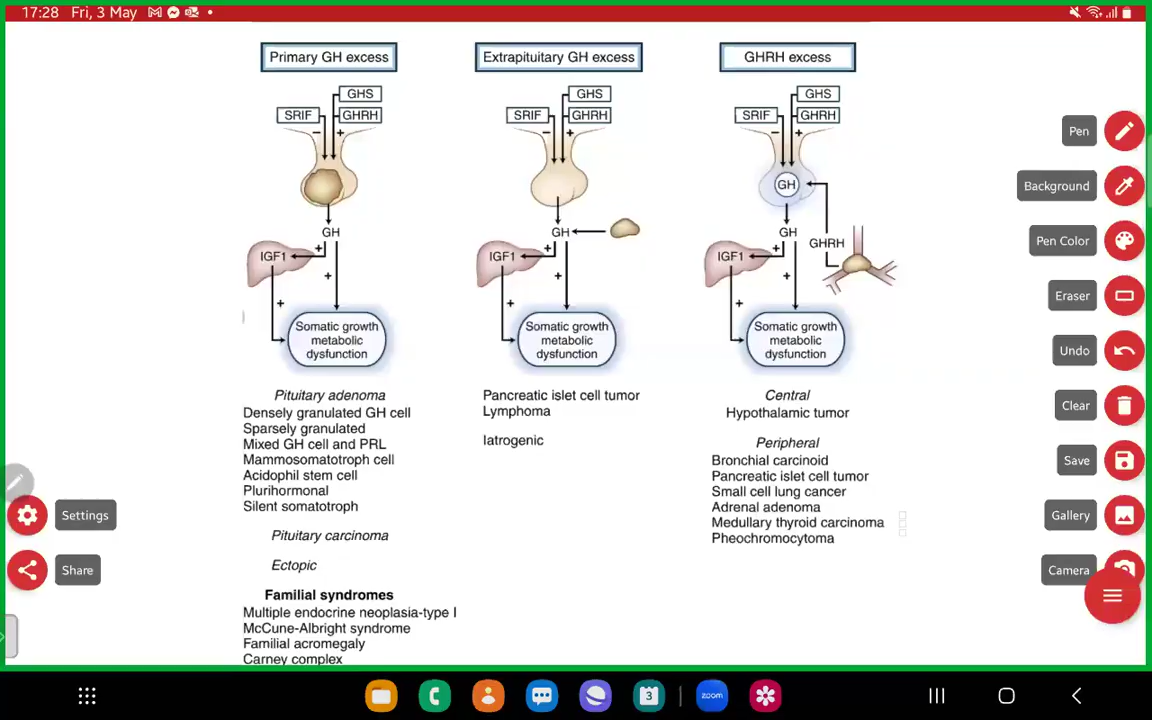 17:28 Fri, 3 May
Primary GH excess
GHS
SRIF
GHRH
−
+
GH
+
IGF1
+
+
Somatic growth
metabolic
dysfunction
Pituitary adenoma
Densely granulated GH cell
Sparsely granulated
Mixed GH cell and PRL
Mammosomatotroph cell
Acidophil stem cell
Plurihormonal
Silent somatotroph
Pituitary carcinoma
Ectopic
Familial syndromes
Multiple endocrine neoplasia-type I
McCune-Albright syndrome
Familial acromegaly
Carney complex
Extrapituitary GH excess
GHS
SRIF
GHRH
−
+
GH
+
IGF1
+
+
Somatic growth
metabolic
dysfunction
Pancreatic islet cell tumor
Lymphoma
Iatrogenic
GHRH excess
GHS
SRIF
GHRH
−
+
GH
GH
GHRH
+
IGF1
+
+
Somatic growth
metabolic
dysfunction
Central
Hypothalamic tumor
Peripheral
Bronchial carcinoid
Pancreatic islet cell tumor
Small cell lung cancer
Adrenal adenoma
Medullary thyroid carcinoma
Pheochromocytoma
Pen
Background
Pen Color
Eraser
Undo
Clear
Save
Gallery
Camera
Settings
Share
3
zoom